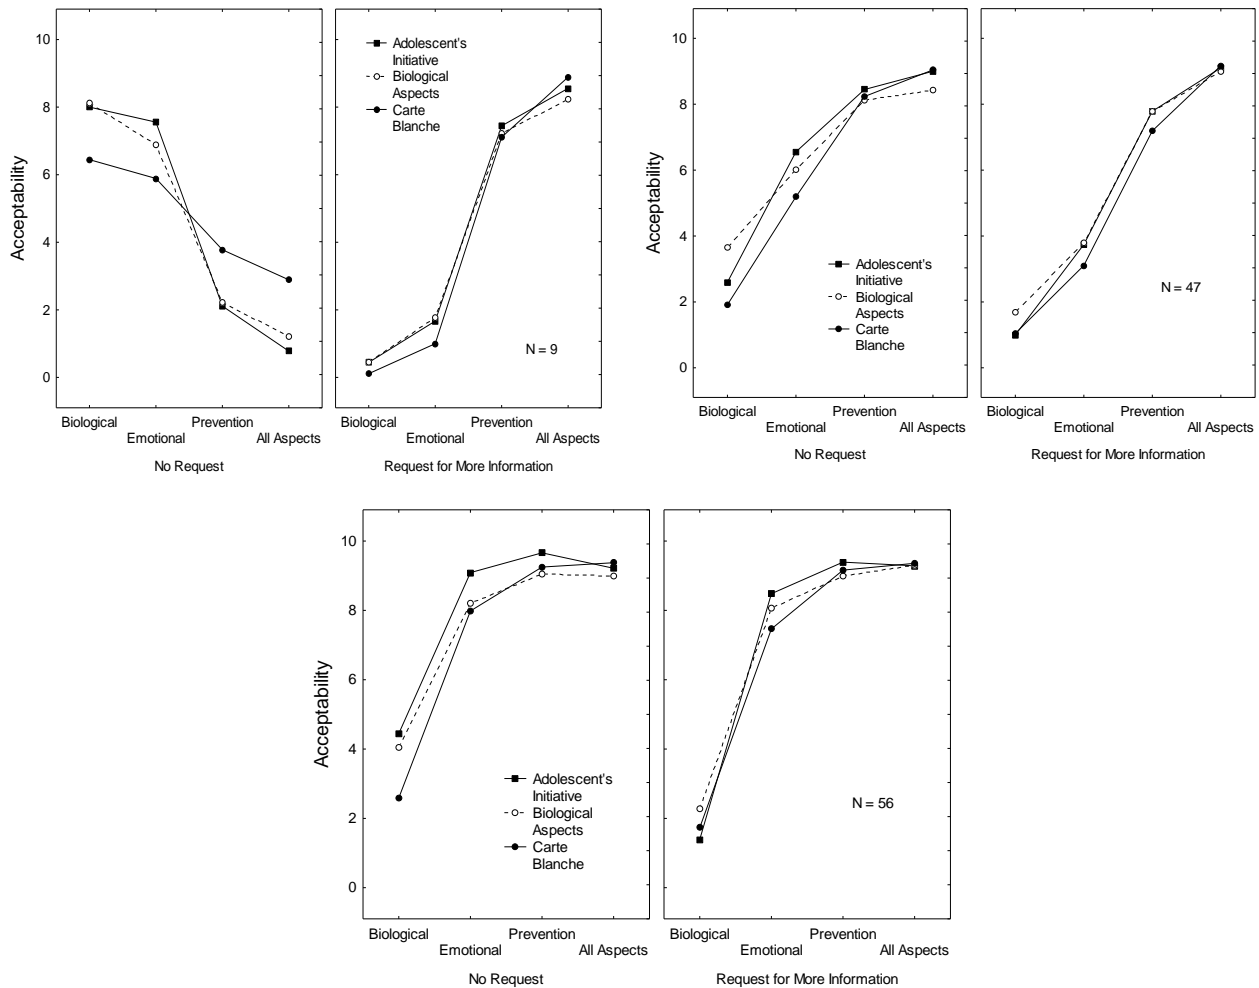 10
8
6
4
2
0
Acceptability
Adolescent's
Initiative
Biological
Aspects
Carte
Blanche
N = 9
Biological
Emotional
Prevention
All Aspects
No Request
Biological
Emotional
Prevention
All Aspects
Request for More Information
10
8
6
4
2
0
Acceptability
Adolescent's
Initiative
Biological
Aspects
Carte
Blanche
N = 47
Biological
Emotional
Prevention
All Aspects
No Request
Biological
Emotional
Prevention
All Aspects
Request for More Information
10
8
6
4
2
0
Acceptability
Adolescent's
Initiative
Biological
Aspects
Carte
Blanche
N = 56
Biological
Emotional
Prevention
All Aspects
No Request
Biological
Emotional
Prevention
All Aspects
Request for More Information